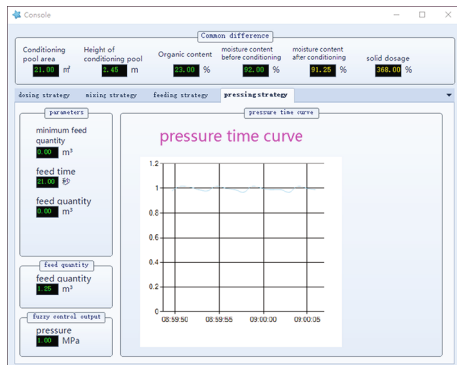 Console
Common difference
Conditioning pool area
21.00 ㎡
Height of conditioning pool
2.45 m
Organic content
23.00 %
moisture content before conditioning
92.00 %
moisture content after conditioning
91.25 %
solid dosage
368.00 %
dosing strategy mixing strategy feeding strategy pressing strategy
parameters
minimum feed quantity
0.00 m³
feed time
21.00 秒
feed quantity
0.00 m³
feed quantity
feed quantity
1.25 m³
fuzzy control output
pressure
1.00 MPa
pressure time curve
pressure time curve
1.2
1
0.8
0.6
0.4
0.2
0
08:59:50 08:59:55 09:00:00 09:00:05